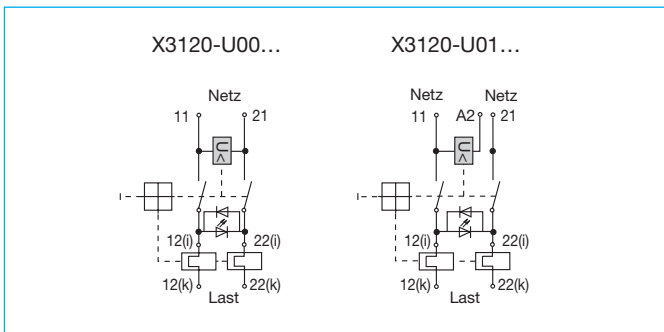 X3120-U00... X3120-U01...
Netz Netz Netz
11 21 11 A2 21
U< U<
12(i) 22(i) 12(i) 22(i)
12(k) 22(k) 12(k) 22(k)
Last Last